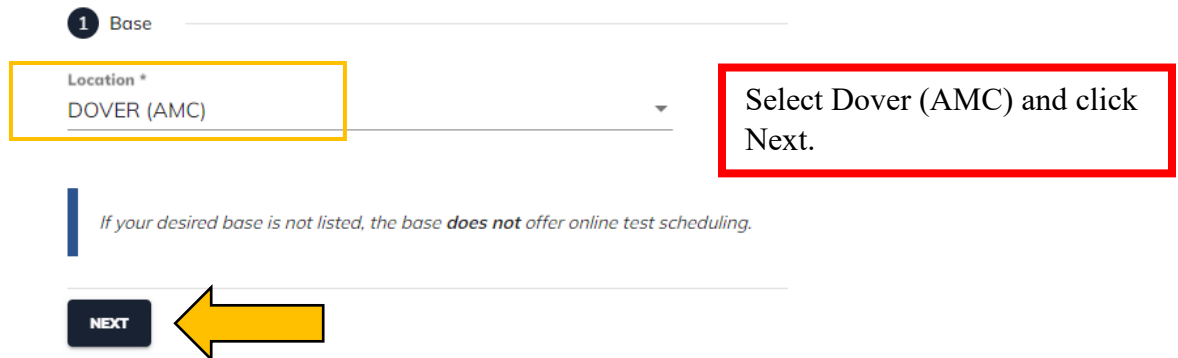 1 Base
Location *
DOVER (AMC)
Select Dover (AMC) and click
Next.
If your desired base is not listed, the base does not offer online test scheduling.
NEXT